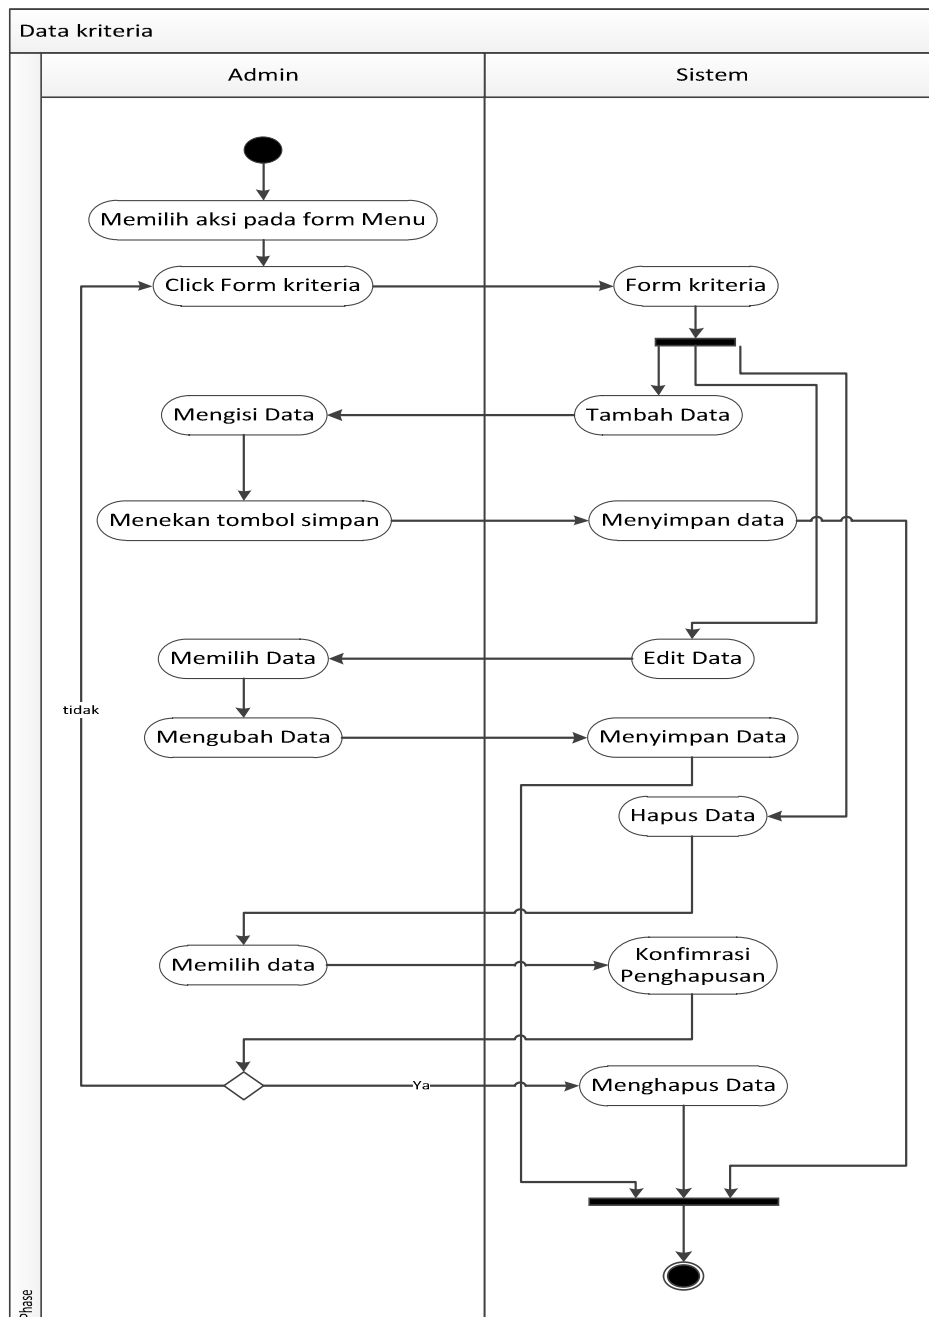 Data kriteria
Admin
Sistem
Memilih aksi pada form Menu
Click Form kriteria
Form kriteria
Mengisi Data
Tambah Data
Menekan tombol simpan
Menyimpan data
Memilih Data
Edit Data
tidak
Mengubah Data
Menyimpan Data
Hapus Data
Memilih data
Konfimrasi
Penghapusan
Ya
Menghapus Data
Phase